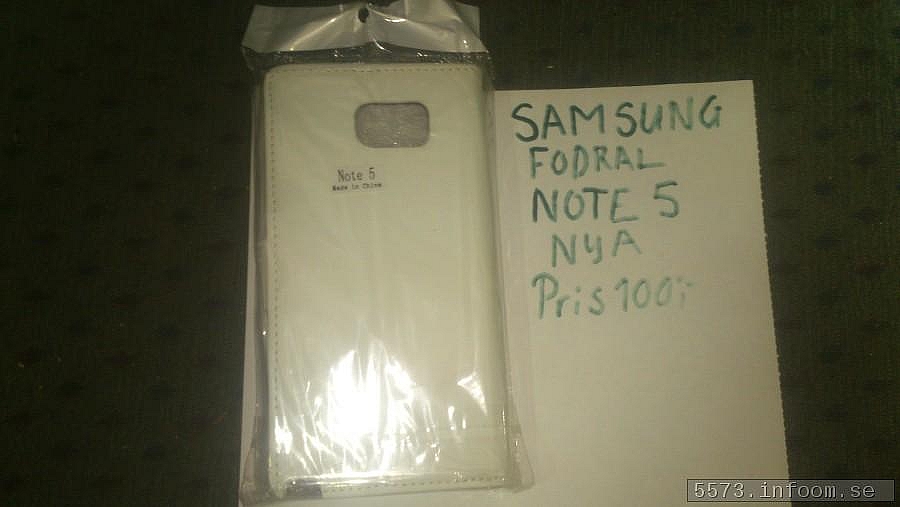 Note 5
Made in China
SAMSUNG
FODRAL
NOTE 5
NYA
Pris 100:
5573.infoom.se